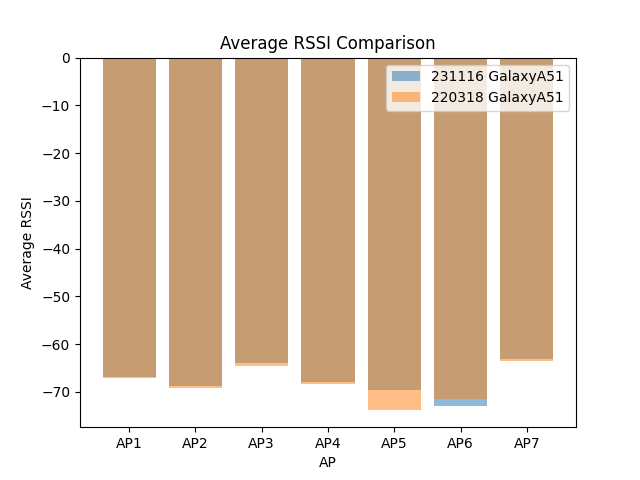 Average RSSI Comparison
231116 GalaxyA51
220318 GalaxyA51
Average RSSI
0
−10
−20
−30
−40
−50
−60
−70
AP1 AP2 AP3 AP4 AP5 AP6 AP7
AP